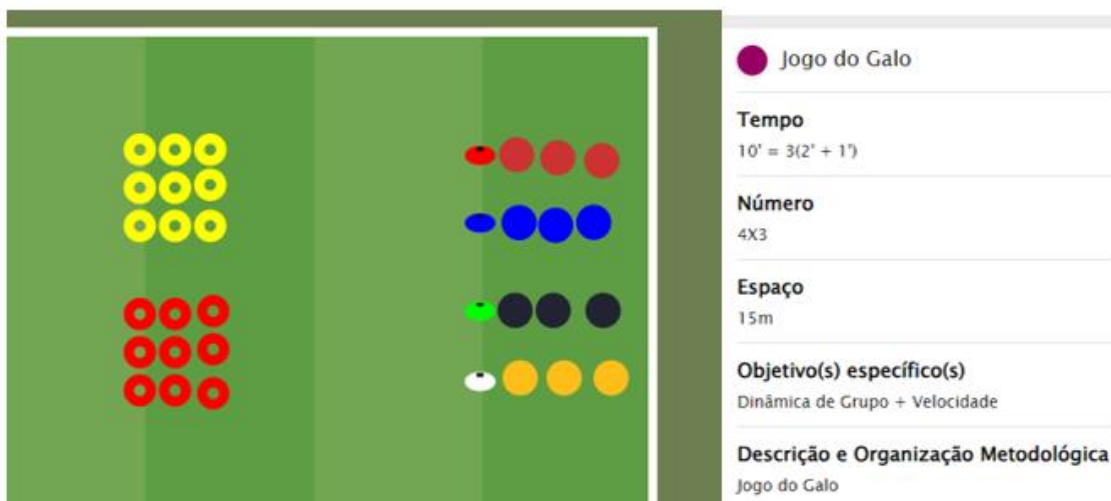 Jogo do Galo
Tempo
10' = 3(2' + 1')
Número
4X3
Espaço
15m
Objetivo(s) específico(s)
Dinâmica de Grupo + Velocidade
Descrição e Organização Metodológica
Jogo do Galo